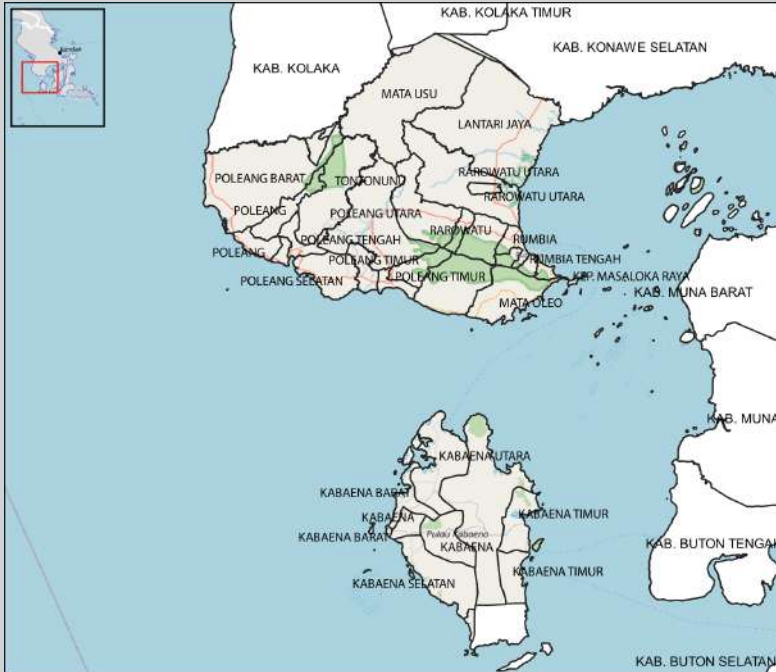 KAB. KOLAKA TIMUR
KAB. KONAWE SELATAN
Kendari
KAB. KOLAKA
MATA USU
LANTARI JAYA
RAROWATU UTARA
POLEANG BARAT
TONTONUNU
RAROWATU UTARA
POLEANG
POLEANG UTARA
RAROWATU
POLEANG TENGAH
RUMBIA
POLEANG
POLEANG TIMUR
RUMBIA TENGAH
POLEANG SELATAN
POLEANG TIMUR
KEP. MASALOKA RAYA
KAB. MUNA BARAT
MATA OLEO
KAB. MUNA
KABAENA UTARA
KABAENA BARAT
KABAENA
KABAENA TIMUR
KABAENA BARAT
Pulau Kabaena
KABAENA
KAB. BUTON TENGAH
KABAENA SELATAN
KABAENA TIMUR
KAB. BUTON SELATAN